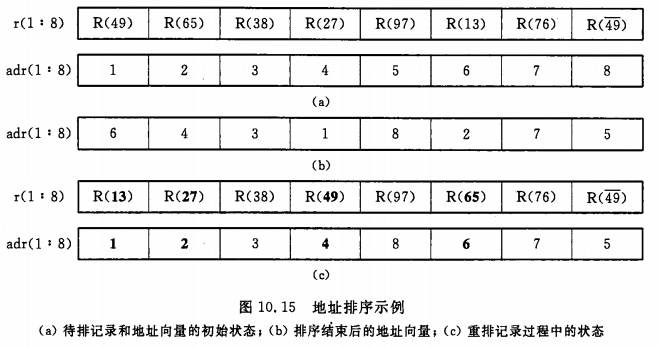 r(1：8) R(49) R(65) R(38) R(27) R(97) R(13) R(76) R(4̅9̅)
adr(1：8) 1 2 3 4 5 6 7 8
(a)
adr(1：8) 6 4 3 1 8 2 7 5
(b)
r(1：8) R(13) R(27) R(38) R(49) R(97) R(65) R(76) R(4̅9̅)
adr(1：8) 1 2 3 4 8 6 7 5
(c)
图 10.15 地址排序示例
(a) 待排记录和地址向量的初始状态；(b) 排序结束后的地址向量；(c) 重排记录过程中的状态